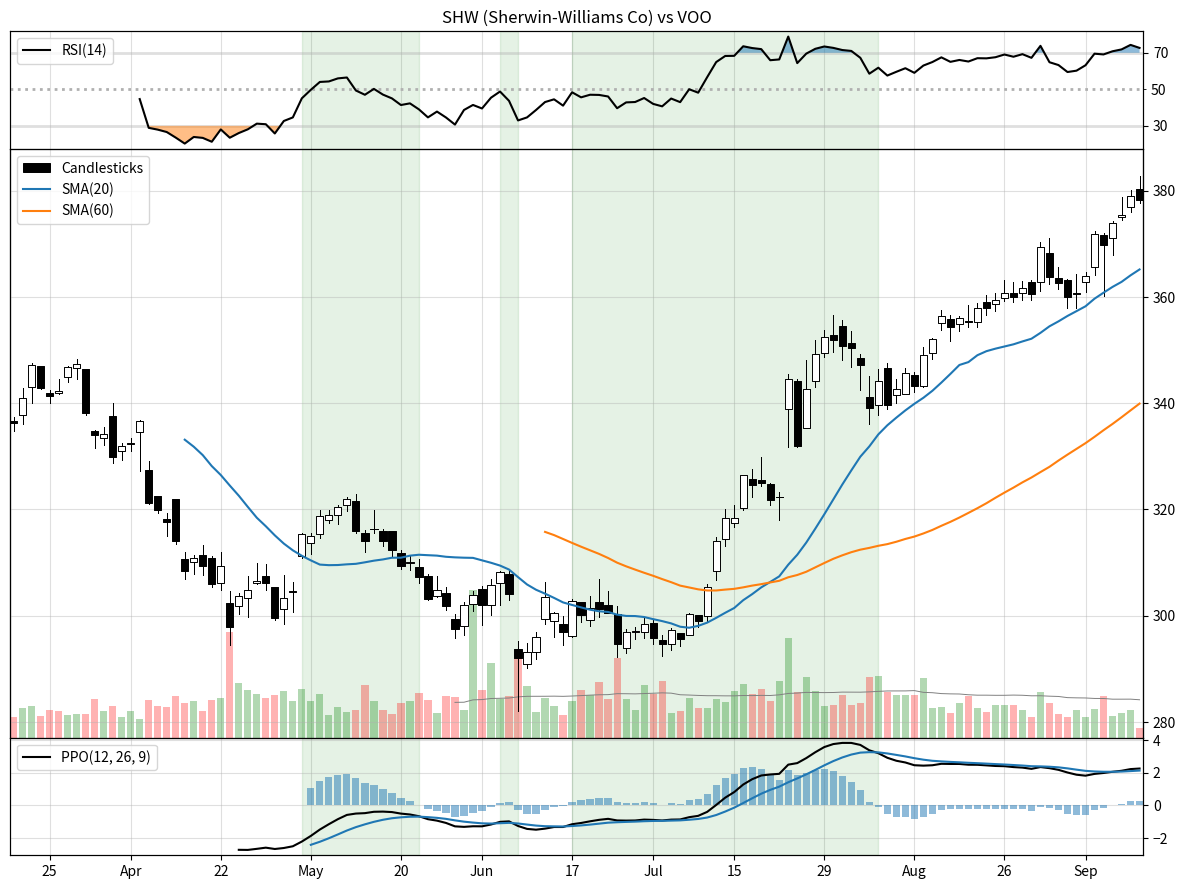 SHW (Sherwin-Williams Co) vs VOO
RSI(14)
70
50
30
Candlesticks
SMA(20)
SMA(60)
380
360
340
320
300
280
PPO(12, 26, 9)
4
2
0
−2
25 Apr 22 May 20 Jun 17 Jul 15 29 Aug 26 Sep